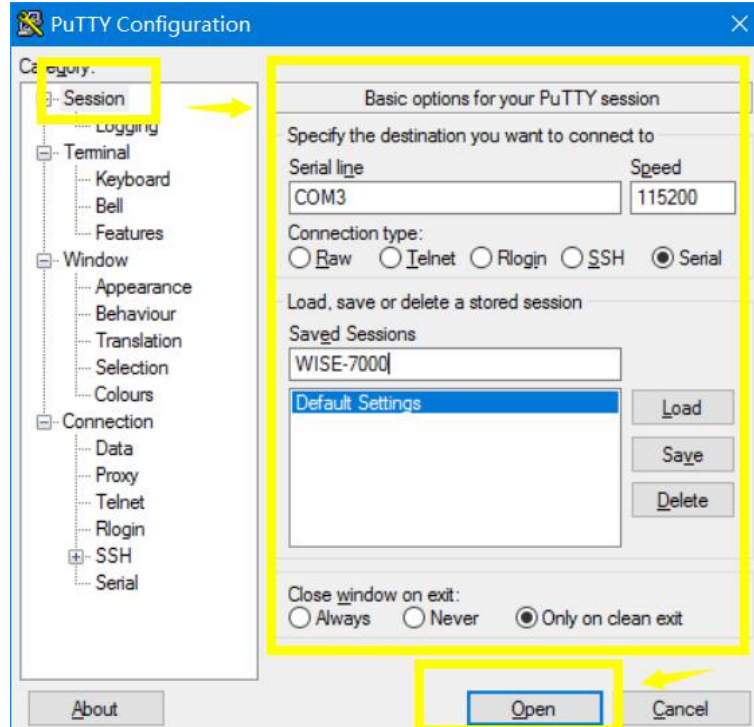 PuTTY Configuration
Category:
Session
Logging
Terminal
Keyboard
Bell
Features
Window
Appearance
Behaviour
Translation
Selection
Colours
Connection
Data
Proxy
Telnet
Rlogin
SSH
Serial
Basic options for your PuTTY session
Specify the destination you want to connect to
Serial line Speed
COM3 115200
Connection type:
Raw Telnet Rlogin SSH Serial
Load, save or delete a stored session
Saved Sessions
WISE-7000
Default Settings
Load
Save
Delete
Close window on exit:
Always Never Only on clean exit
About Open Cancel